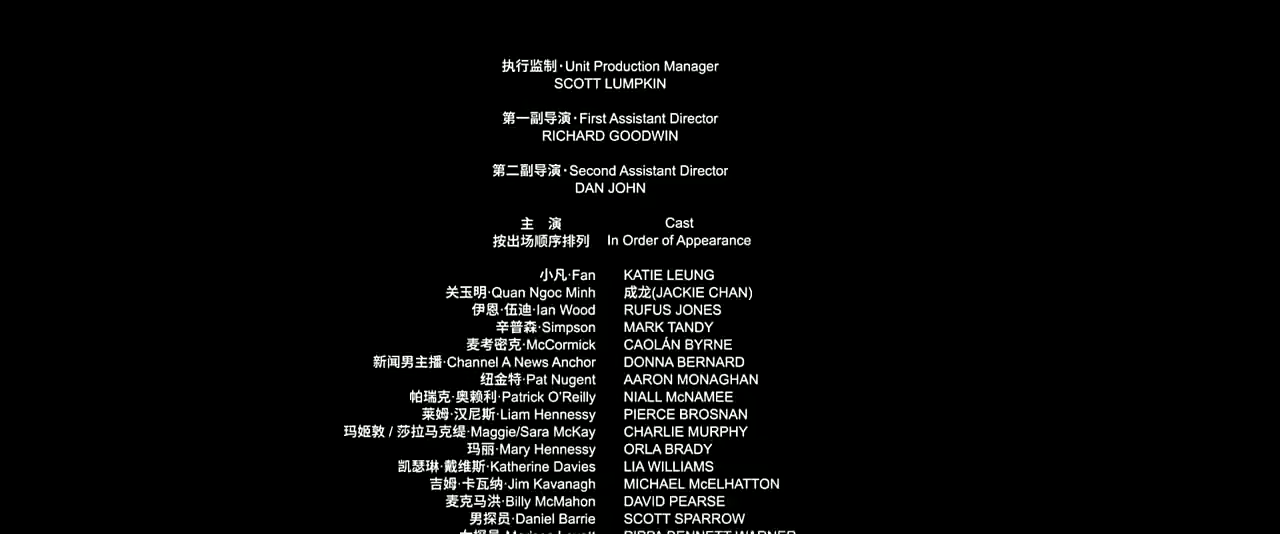 执行监制·Unit Production Manager
SCOTT LUMPKIN
第一副导演·First Assistant Director
RICHARD GOODWIN
第二副导演·Second Assistant Director
DAN JOHN
主 演 Cast
按出场顺序排列 In Order of Appearance
小凡·Fan KATIE LEUNG
关玉明·Quan Ngoc Minh 成龙(JACKIE CHAN)
伊恩·伍迪·Ian Wood RUFUS JONES
辛普森·Simpson MARK TANDY
麦考密克·McCormick CAOLÁN BYRNE
新闻男主播·Channel A News Anchor DONNA BERNARD
纽金特·Pat Nugent AARON MONAGHAN
帕瑞克·奥赖利·Patrick O'Reilly NIALL McNAMEE
莱姆·汉尼斯·Liam Hennessy PIERCE BROSNAN
玛姬敦 / 莎拉马克缇·Maggie/Sara McKay CHARLIE MURPHY
玛丽·Mary Hennessy ORLA BRADY
凯瑟琳·戴维斯·Katherine Davies LIA WILLIAMS
吉姆·卡瓦纳·Jim Kavanagh MICHAEL McELHATTON
麦克马洪·Billy McMahon DAVID PEARSE
男探员·Daniel Barrie SCOTT SPARROW